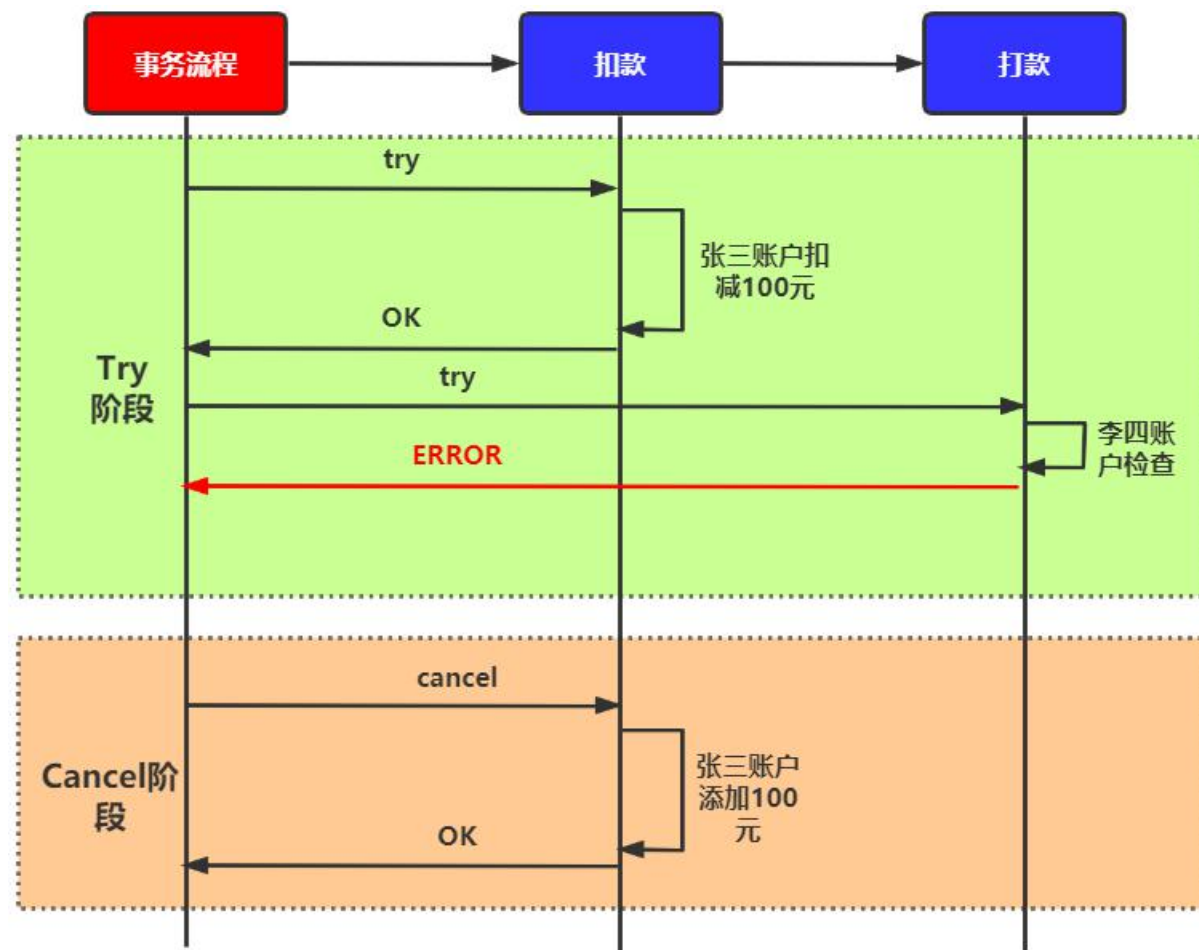 事务流程
扣款
打款
try
张三账户扣
减100元
OK
Try
阶段
try
ERROR
李四账
户检查
cancel
张三账户
添加100
元
Cancel阶
段
OK